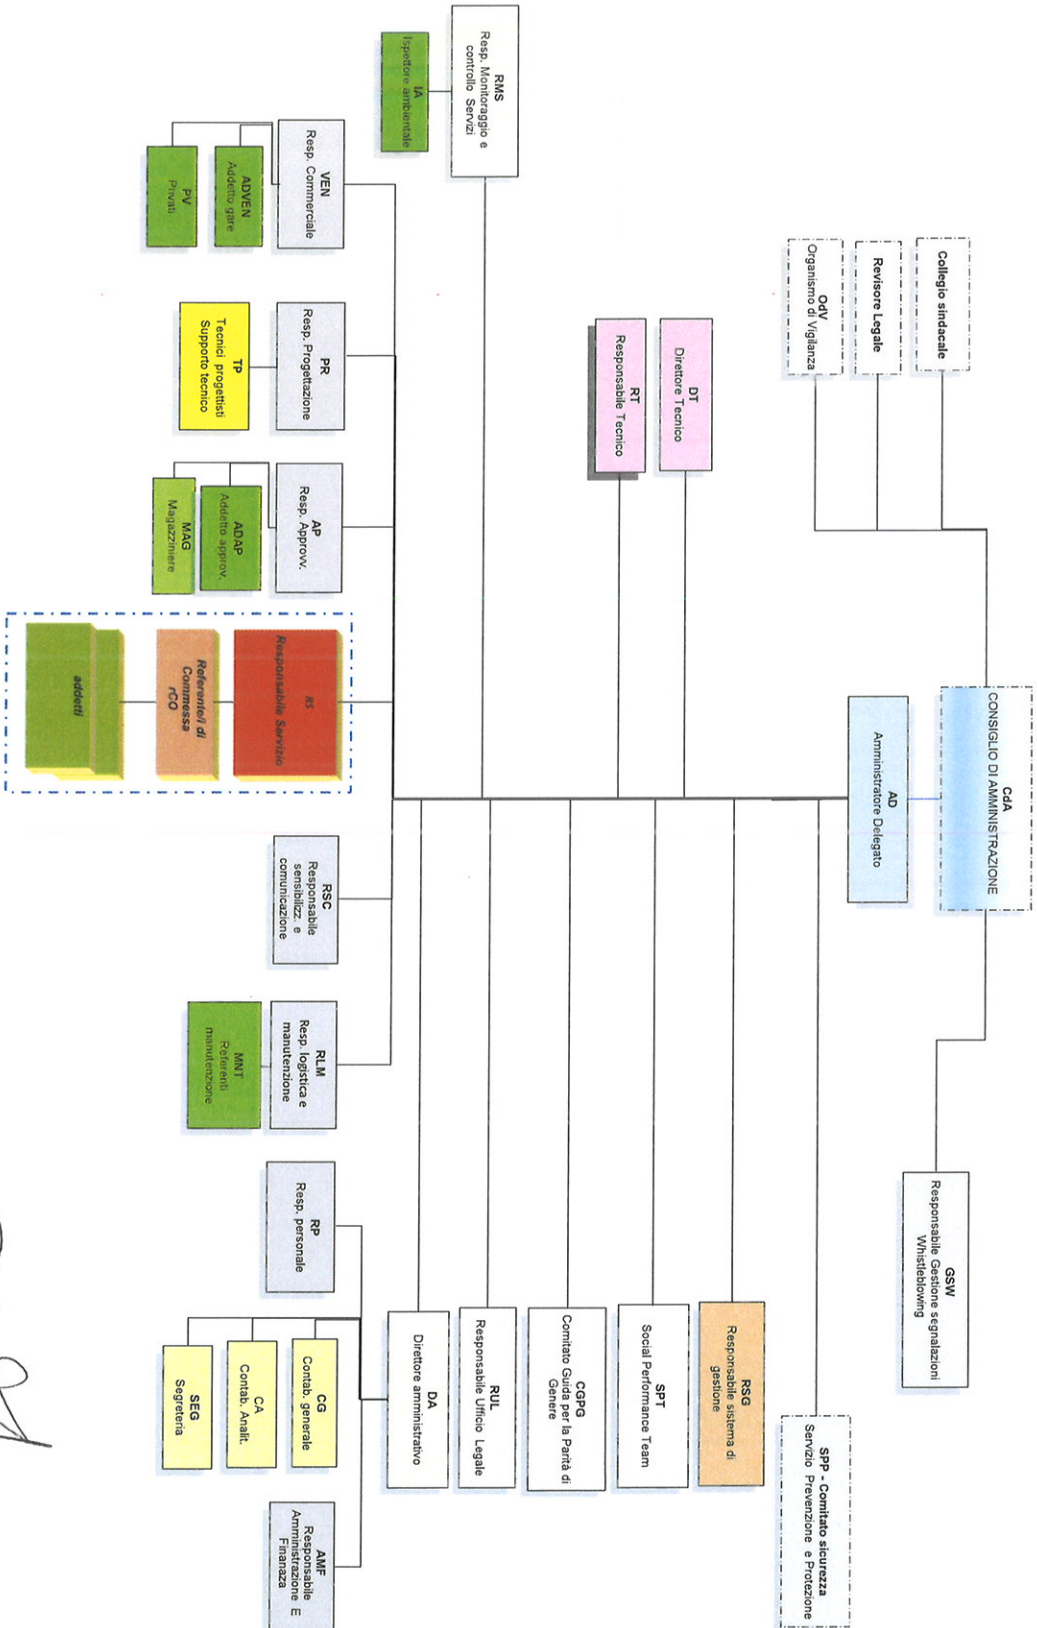 CdA
CONSIGLIO DI AMMINISTRAZIONE
Collegio sindacale
Revisore Legale
OdV
Organismo di Vigilanza
GSW
Responsabile Gestione segnalazioni
Whistleblowing
AD
Amministratore Delegato
SPP - Comitato sicurezza
Servizio Prevenzione e Protezione
RSG
Responsabile sistema di
gestione
DT
Direttore Tecnico
SPT
Social Performance Team
RT
Responsabile Tecnico
CGPG
Comitato Guida per la Parità di
Genere
RMS
Resp. Monitoraggio e
controllo Servizi
RUL
Responsabile Ufficio Legale
IA
Ispettore ambientale
DA
Direttore amministrativo
VEN
Resp. Commerciale
ADVEN
Addetto gare
PV
Privati
PR
Resp. Progettazione
TP
Tecnici progettisti
Supporto tecnico
AP
Resp. Approvv.
ADAP
Addetto approv.
MAG
Magazziniere
RS
Responsabile Servizio
Referente/i di
Commessa
rCO
addetti
RSC
Responsabile
sensibilizz. e
comunicazione
RLM
Resp. logistica e
manutenzione
MNT
Referenti
manutenzione
RP
Resp. personale
CG
Contab. generale
CA
Contab. Analit.
SEG
Segreteria
AMF
Responsabile
Amministrazione E
Finanaza